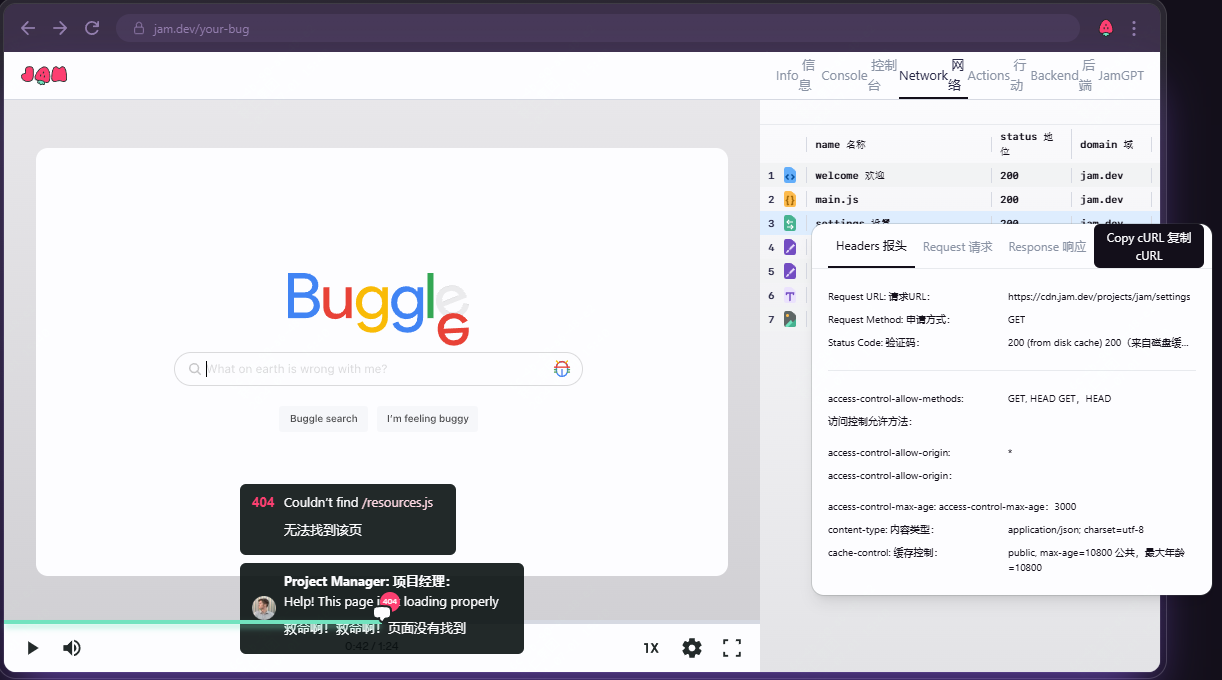 jam.dev/your-bug
JAM
Info 信息 Console 控制台 Network 网络 Actions 行动 Backend 后端 JamGPT
name 名称 status 地位 domain 域
1 welcome 欢迎 200 jam.dev
2 main.js 200 jam.dev
3 settings 设置 200 jam.dev
4
5
6
7
Headers 报头 Request 请求 Response 响应 Copy cURL 复制
cURL
Request URL: 请求URL: https://cdn.jam.dev/projects/jam/settings
Request Method: 申请方式: GET
Status Code: 验证码: 200 (from disk cache) 200（来自磁盘缓...
access-control-allow-methods: GET, HEAD GET，HEAD
访问控制允许方法:
access-control-allow-origin: *
access-control-allow-origin:
access-control-max-age: access-control-max-age: 3000
content-type: 内容类型: application/json; charset=utf-8
cache-control: 缓存控制: public, max-age=10800 公共，最大年龄
=10800
Buggle
What on earth is wrong with me?
Buggle search I'm feeling buggy
404 Couldn't find /resources.js
无法找到该页
Project Manager: 项目经理:
Help! This page 404 loading properly
救命啊！救命啊！页面没有找到
0:42 / 1:24
1X